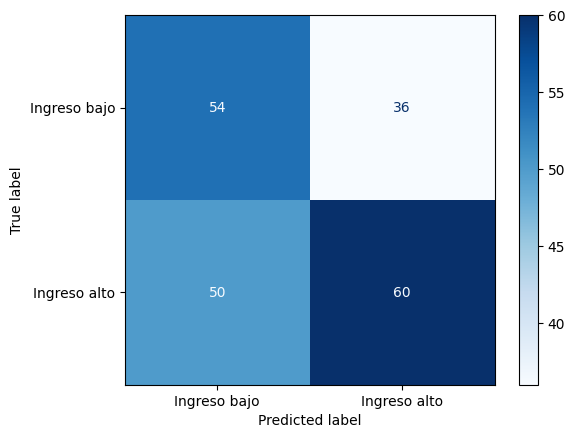 Ingreso bajo
Ingreso alto
True label
54
36
50
60
Ingreso bajo
Ingreso alto
Predicted label
60
55
50
45
40